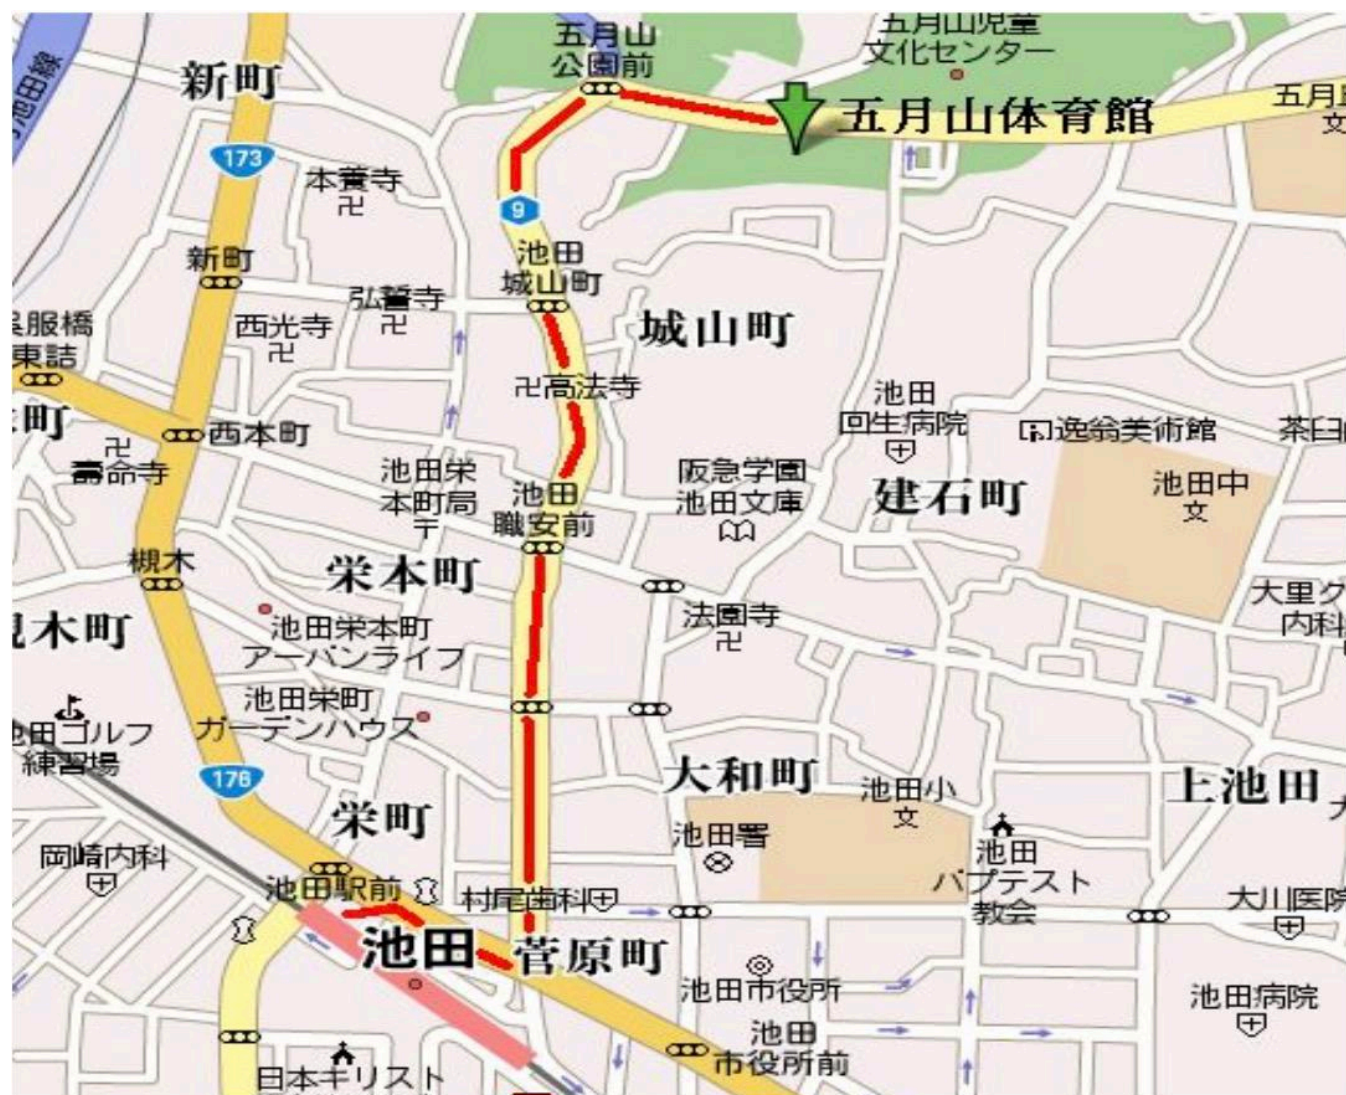 五月山
公園前
五月山児童
文化センター
新町
五月山体育館
173
本養寺
9
池田
城山町
新町
弘誓寺
西光寺
城山町
東詰
高法寺
池田
回生病院
西本町
逸翁美術館
壽命寺
池田栄
本町局
池田
職安前
阪急学園
池田文庫
建石町
池田中
文
槻木
栄本町
法園寺
木町
池田栄本町
アーバンライフ
池田栄町
ガーデンハウス
内科
練習場
176
大和町
池田小
文
上池田
栄町
池田署
岡崎内科
池田
バプテスト
教会
池田駅前
村尾歯科
大川医院
池田
菅原町
池田市役所
池田病院
池田
市役所前
日本キリスト